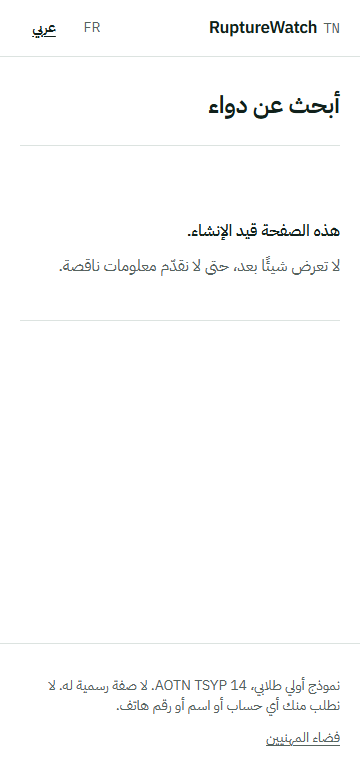 RuptureWatch TN
FR
عربي
أبحث عن دواء
هذه الصفحة قيد الإنشاء.
لا تعرض شيئًا بعد، حتى لا نقدّم معلومات ناقصة.
نموذج أولي طلابي، AOTN TSYP 14. لا صفة رسمية له. لا
نطلب منك أي حساب أو اسم أو رقم هاتف.
فضاء المهنيين